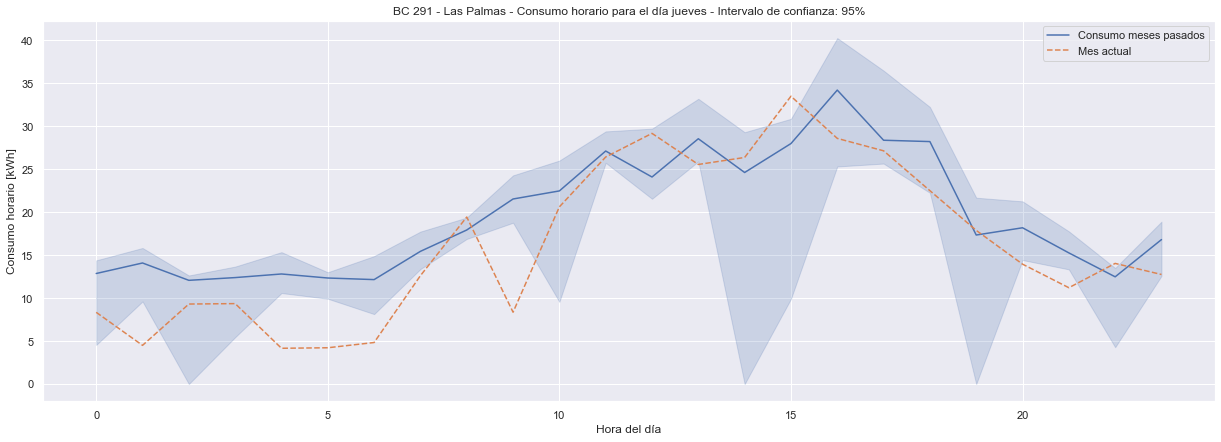 BC 291 - Las Palmas - Consumo horario para el día jueves - Intervalo de confianza: 95%
Consumo meses pasados
Mes actual
Consumo horario [kWh]
40
35
30
25
20
15
10
5
0
0 5 10 15 20
Hora del día